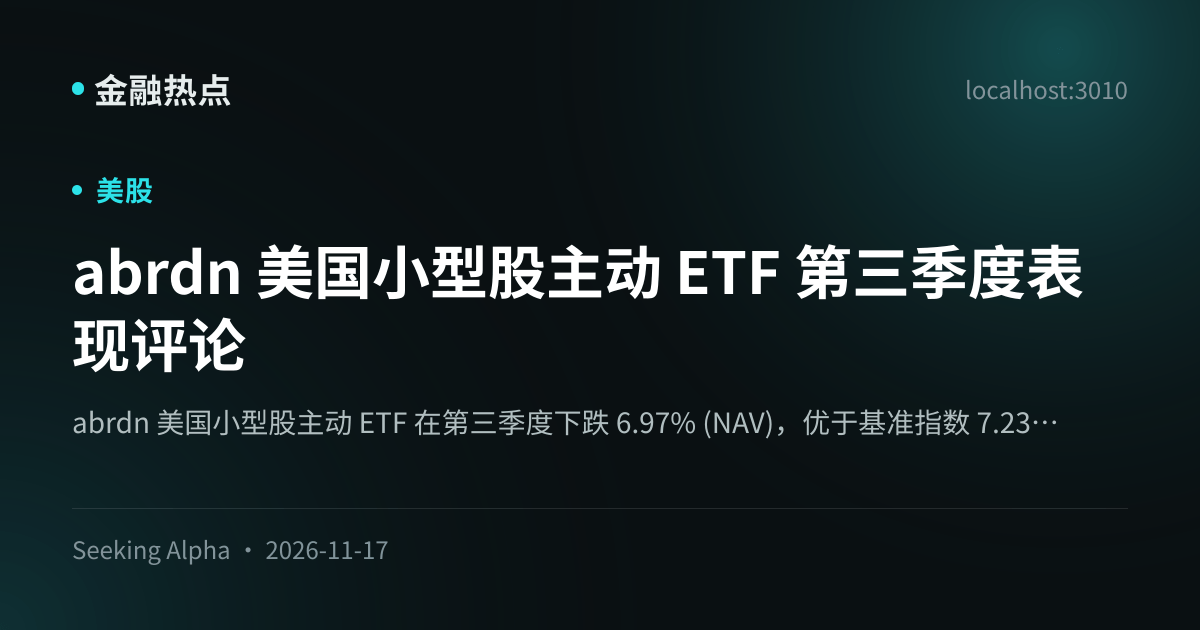 金融热点
localhost:3010
美股
abrdn 美国小型股主动 ETF 第三季度表
现评论
abrdn 美国小型股主动 ETF 在第三季度下跌 6.97% (NAV)，优于基准指数 7.23…
Seeking Alpha • 2026-11-17